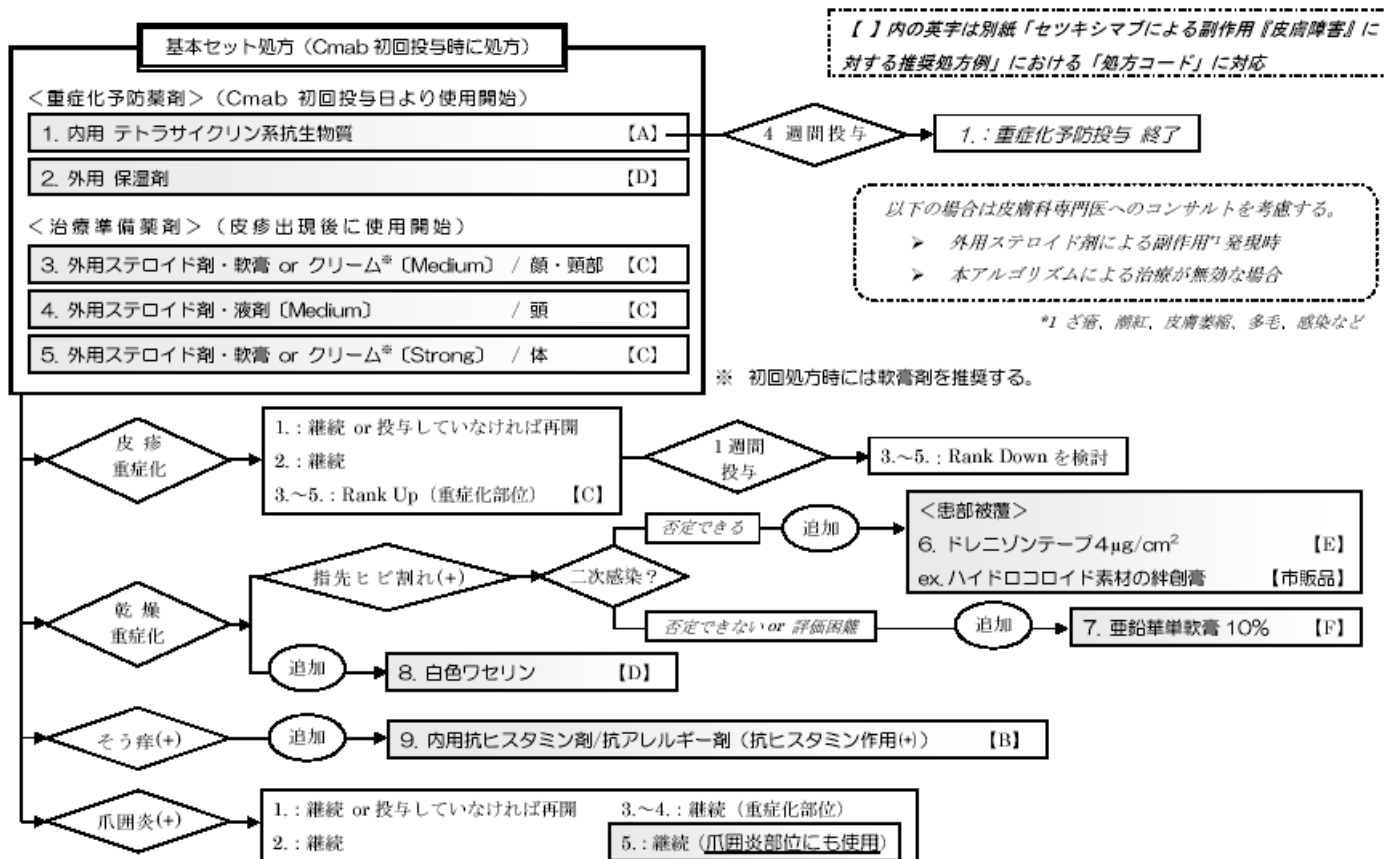 基本セット処方（Cmab 初回投与時に処方）
【 】内の英字は別紙「セツキシマブによる副作用『皮膚障害』に
対する推奨処方例」における「処方コード」に対応
＜重症化予防薬剤＞（Cmab 初回投与日より使用開始）
1. 内用 テトラサイクリン系抗生物質 【A】
4 週間投与
1.：重症化予防投与 終了
2. 外用 保湿剤 【D】
＜治療準備薬剤＞（皮疹出現後に使用開始）
3. 外用ステロイド剤・軟膏 or クリーム※〔Medium〕 / 顔・頸部 【C】
4. 外用ステロイド剤・液剤〔Medium〕 / 頭 【C】
5. 外用ステロイド剤・軟膏 or クリーム※〔Strong〕 / 体 【C】
以下の場合は皮膚科専門医へのコンサルトを考慮する。
➢ 外用ステロイド剤による副作用*1 発現時
➢ 本アルゴリズムによる治療が無効な場合
*1 ざ瘡、潮紅、皮膚萎縮、多毛、感染など
※ 初回処方時には軟膏剤を推奨する。
皮 疹
重症化
1.：継続 or 投与していなければ再開
2.：継続
3.～5.：Rank Up（重症化部位） 【C】
1 週間
投与
3.～5.：Rank Down を検討
乾 燥
重症化
指先ヒビ割れ(+)
二次感染？
否定できる
追加
＜患部被覆＞
6. ドレニゾンテープ4μg/cm²  【E】
ex. ハイドロコロイド素材の絆創膏 【市販品】
否定できない or 評価困難
追加
7. 亜鉛華単軟膏 10% 【F】
追加
8. 白色ワセリン 【D】
そう痒(+)
追加
9. 内用抗ヒスタミン剤/抗アレルギー剤（抗ヒスタミン作用(+)） 【B】
爪囲炎(+)
1.：継続 or 投与していなければ再開
2.：継続
3.～4.：継続（重症化部位）
5.：継続（爪囲炎部位にも使用）